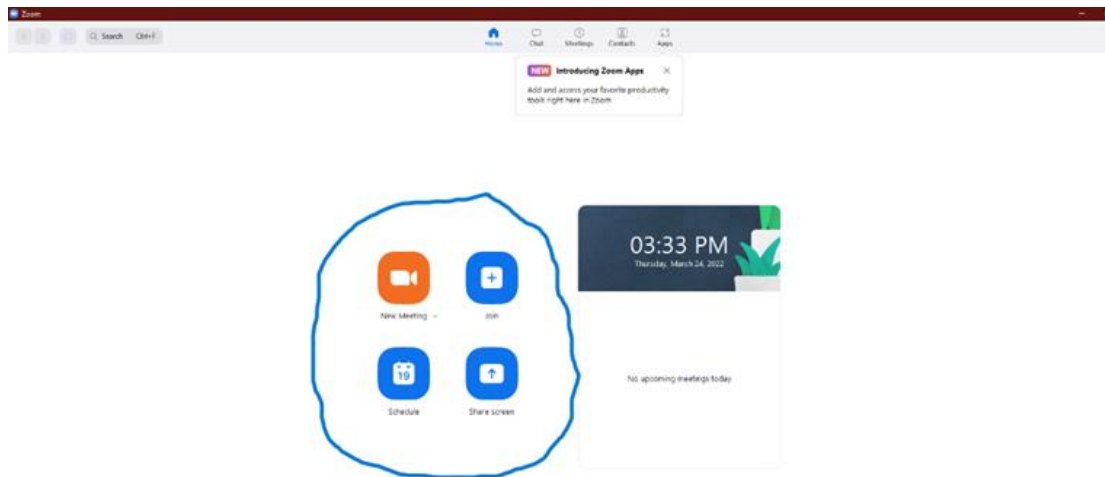 Zoom
Search Ctrl+F
Home Chat Meetings Contacts Apps
NEW Introducing Zoom Apps
Add and access your favorite productivity
tools right here in Zoom
03:33 PM
Thursday, March 24, 2022
New Meeting Join
19
Schedule Share screen
No upcoming meetings today